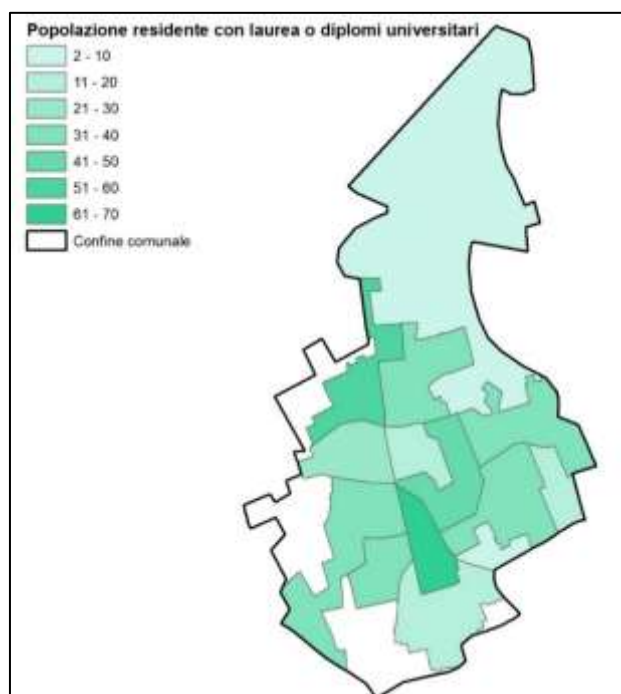 Popolazione residente con laurea o diplomi universitari
2 - 10
11 - 20
21 - 30
31 - 40
41 - 50
51 - 60
61 - 70
Confine comunale